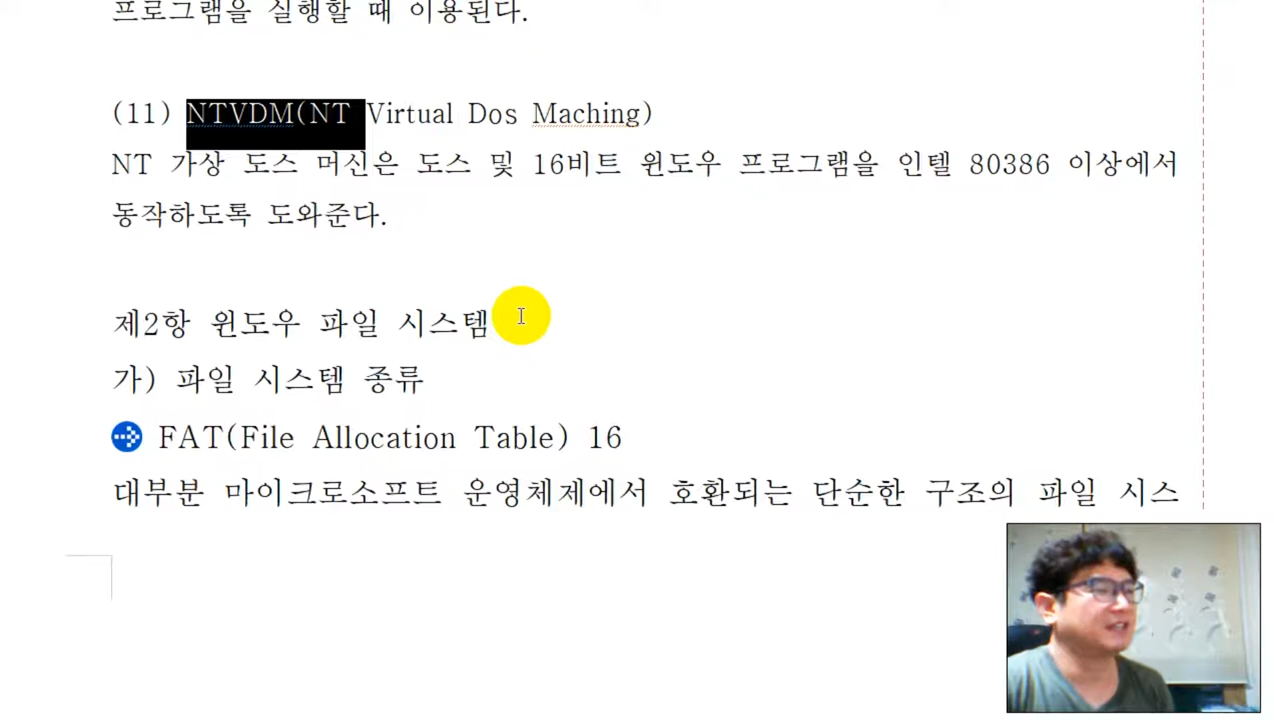 프로그램을 실행할 때 이용된다.
(11) NTVDM(NT Virtual Dos Maching)
NT 가상 도스 머신은 도스 및 16비트 윈도우 프로그램을 인텔 80386 이상에서
동작하도록 도와준다.
제2항 윈도우 파일 시스템
가) 파일 시스템 종류
FAT(File Allocation Table) 16
대부분 마이크로소프트 운영체제에서 호환되는 단순한 구조의 파일 시스